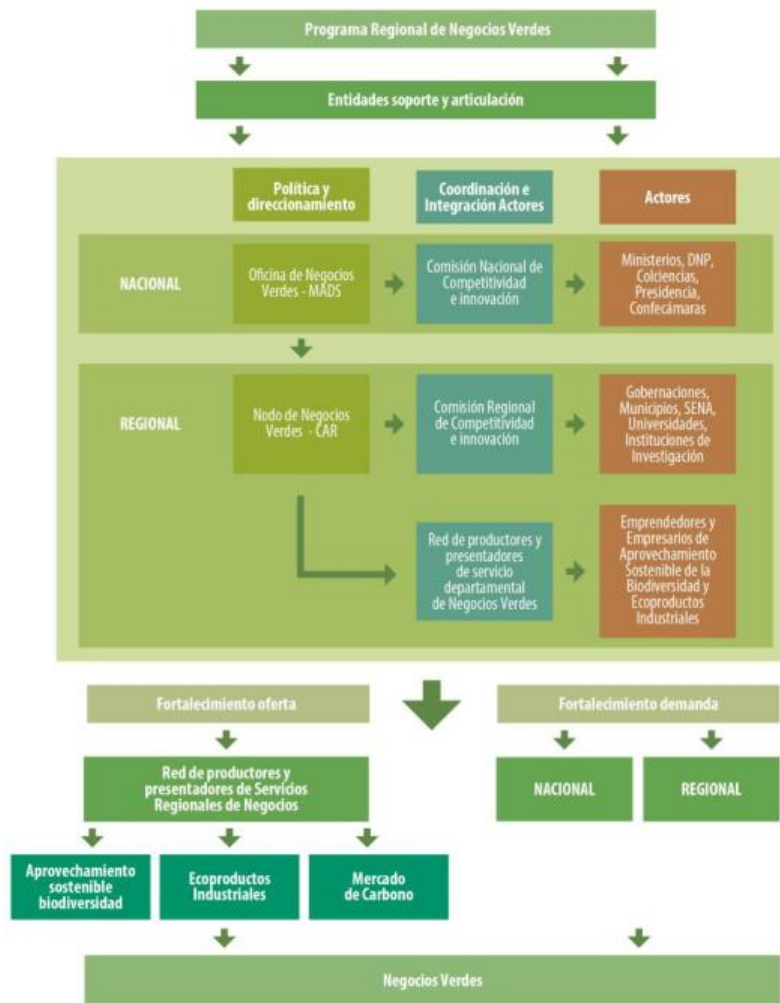 Programa Regional de Negocios Verdes
Entidades soporte y articulación
Política y
direccionamiento
Coordinación e
Integración Actores
Actores
NACIONAL
Oficina de Negocios
Verdes - MADS
Comisión Nacional de
Competitividad
e innovación
Ministerios, DNP,
Colciencias,
Presidencia,
Confecámaras
REGIONAL
Nodo de Negocios
Verdes - CAR
Comisión Regional
de Competitividad
e innovación
Gobernaciones,
Municipios, SENA,
Universidades,
Instituciones de
Investigación
Red de productores y
presentadores
de servicio
departamental
de Negocios Verdes
Emprendedores y
Empresarios de
Aprovechamiento
Sostenible de la
Biodiversidad y
Ecoproductos
Industriales
Fortalecimiento oferta
Fortalecimiento demanda
Red de productores y
presentadores de Servicios
Regionales de Negocios
NACIONAL
REGIONAL
Aprovechamiento
sostenible
biodiversidad
Ecoproductos
Industriales
Mercado
de Carbono
Negocios Verdes